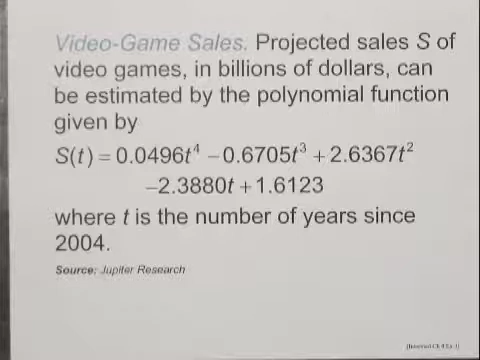 Video-Game Sales. Projected sales S of
video games, in billions of dollars, can
be estimated by the polynomial function
given by
S(t) = 0.0496t⁴ − 0.6705t³ + 2.6367t²
−2.3880t + 1.6123
where t is the number of years since
2004.
Source: Jupiter Research